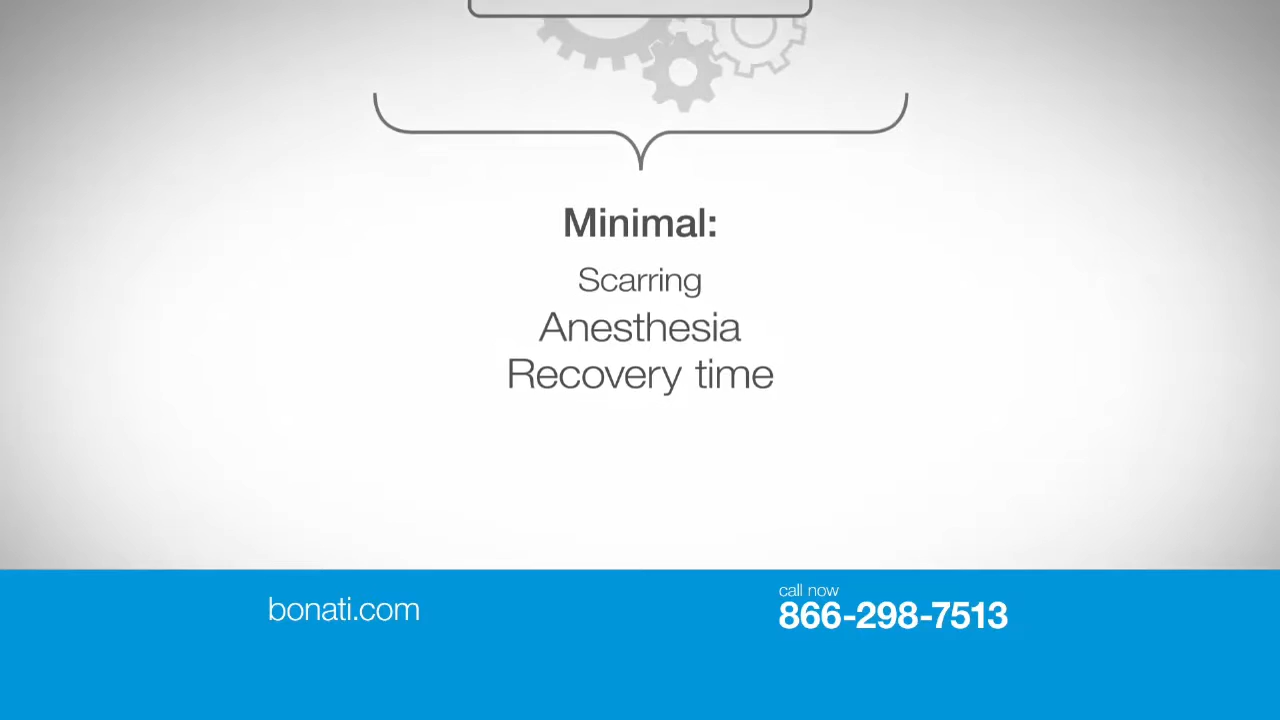 Minimal:
Scarring
Anesthesia
Recovery time
bonati.com
call now
866-298-7513